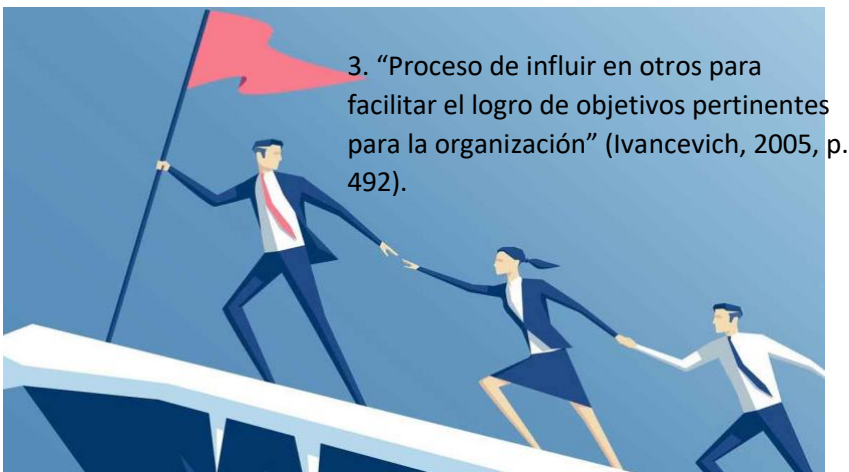 3. “Proceso de influir en otros para
facilitar el logro de objetivos pertinentes
para la organización” (Ivancevich, 2005, p.
492).